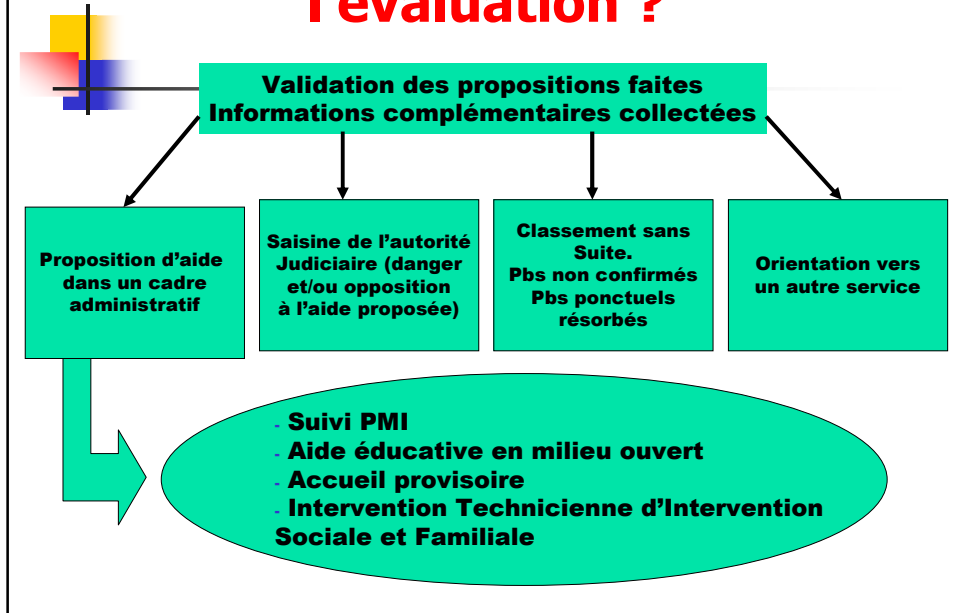 l'évaluation ?
Validation des propositions faites
Informations complémentaires collectées
Proposition d'aide
dans un cadre
administratif
Saisine de l'autorité
Judiciaire (danger
et/ou opposition
à l'aide proposée)
Classement sans
Suite.
Pbs non confirmés
Pbs ponctuels
résorbés
Orientation vers
un autre service
- Suivi PMI
- Aide éducative en milieu ouvert
- Accueil provisoire
- Intervention Technicienne d'Intervention
Sociale et Familiale